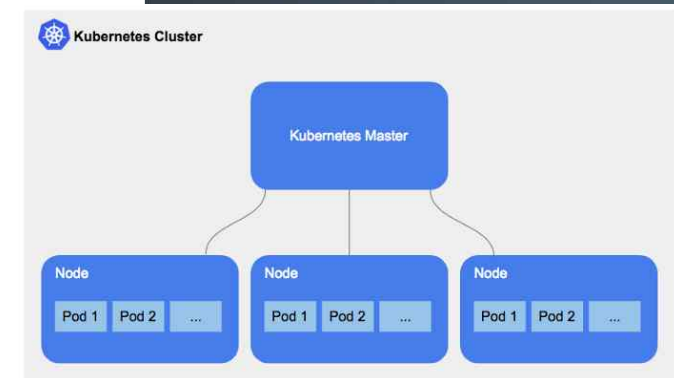 Kubernetes Cluster
Kubernetes Master
Node
Pod 1 Pod 2 ...
Node
Pod 1 Pod 2 ...
Node
Pod 1 Pod 2 ...